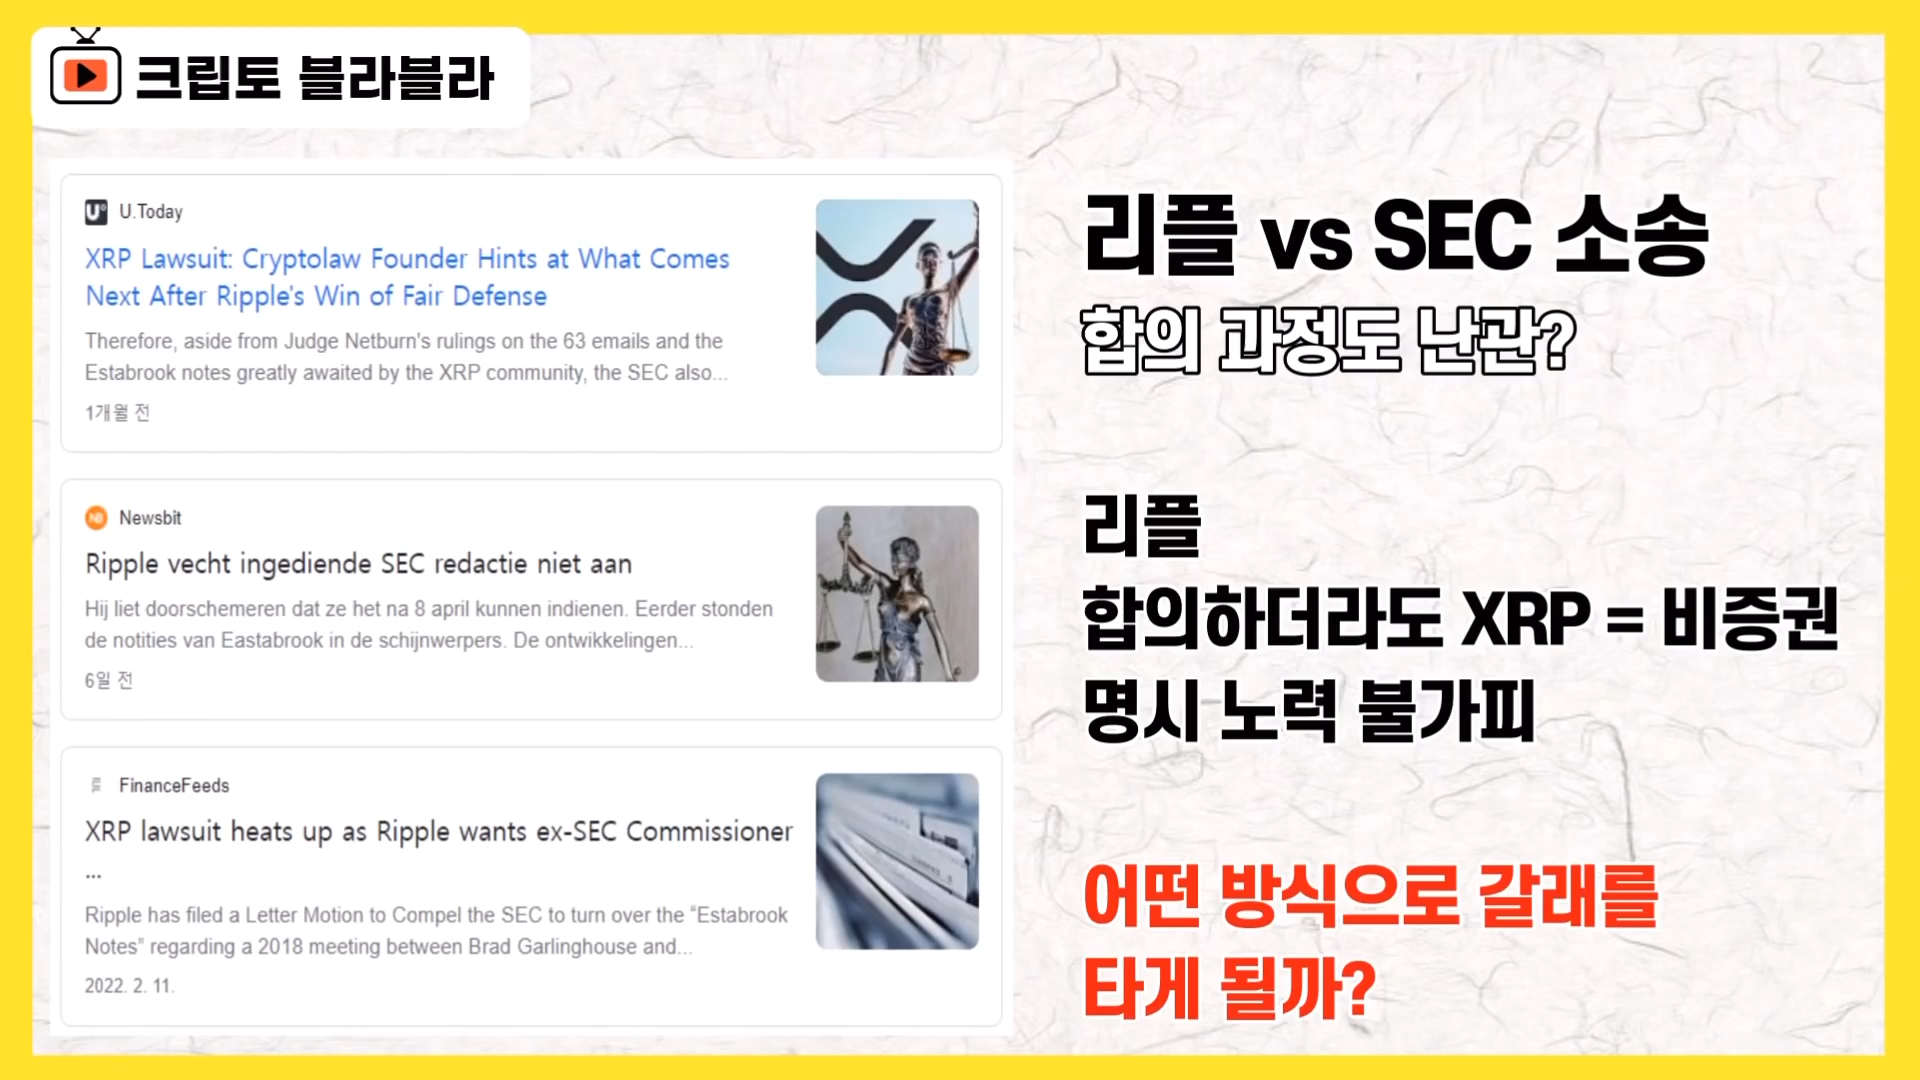 크립토 블라블라
U.Today
XRP Lawsuit: Cryptolaw Founder Hints at What Comes
Next After Ripple's Win of Fair Defense
Therefore, aside from Judge Netburn's rulings on the 63 emails and the
Estabrook notes greatly awaited by the XRP community, the SEC also...
1개월 전
Newsbit
Ripple vecht ingediende SEC redactie niet aan
Hij liet doorschemeren dat ze het na 8 april kunnen indienen. Eerder stonden
de notities van Eastabrook in de schijnwerpers. De ontwikkelingen...
6일 전
FinanceFeeds
XRP lawsuit heats up as Ripple wants ex-SEC Commissioner
...
Ripple has filed a Letter Motion to Compel the SEC to turn over the “Estabrook
Notes” regarding a 2018 meeting between Brad Garlinghouse and...
2022. 2. 11.
리플 vs SEC 소송
합의 과정도 난관?
리플
합의하더라도 XRP = 비증권
명시 노력 불가피
어떤 방식으로 갈래를
타게 될까?